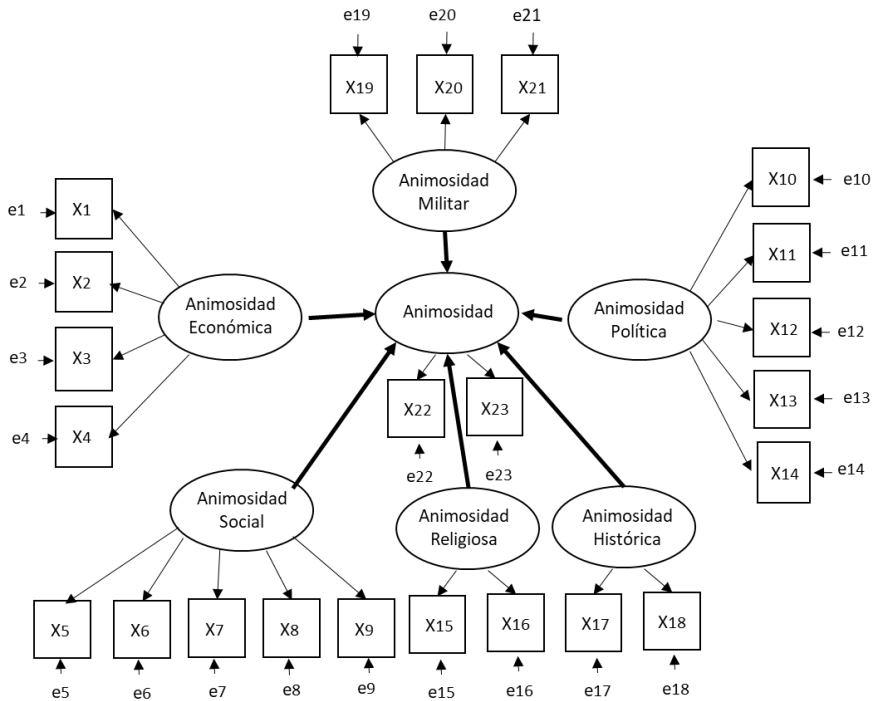 e19
e20
e21
X19
X20
X21
Animosidad
Militar
e1
X1
e2
X2
e3
X3
e4
X4
Animosidad
Económica
Animosidad
Animosidad
Política
X10
e10
X11
e11
X12
e12
X13
e13
X14
e14
X22
X23
e22
e23
Animosidad
Social
Animosidad
Religiosa
Animosidad
Histórica
X5
X6
X7
X8
X9
X15
X16
X17
X18
e5
e6
e7
e8
e9
e15
e16
e17
e18